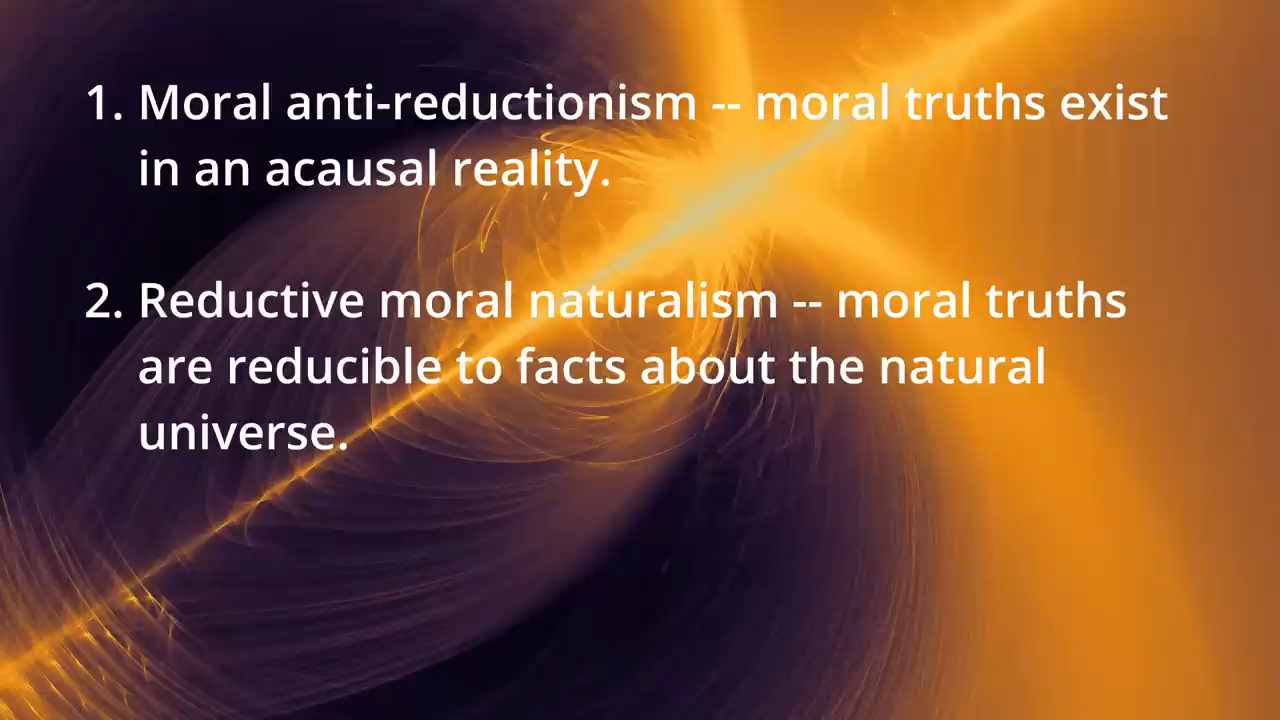 1. Moral anti-reductionism -- moral truths exist
in an acausal reality.
2. Reductive moral naturalism -- moral truths
are reducible to facts about the natural
universe.